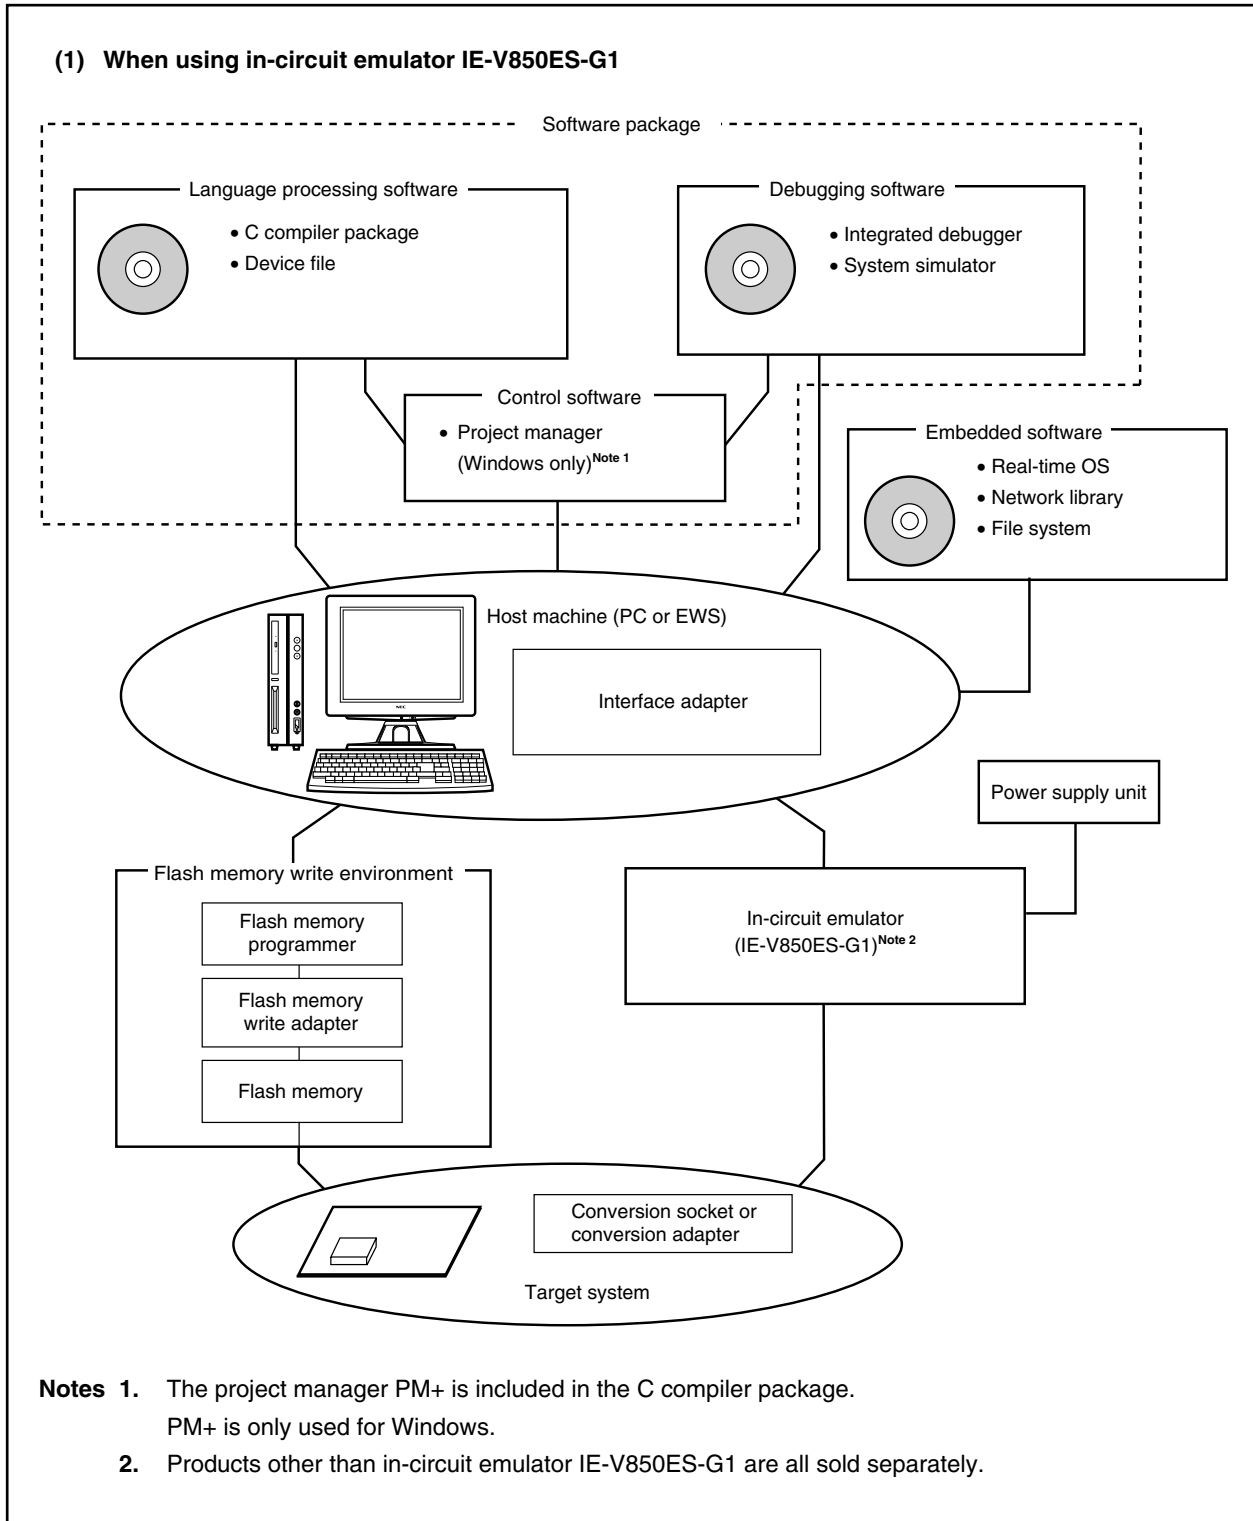 (1) When using in-circuit emulator IE-V850ES-G1
Software package
Language processing software
• C compiler package
• Device file
Debugging software
• Integrated debugger
• System simulator
Control software
• Project manager
(Windows only)Note 1
Embedded software
• Real-time OS
• Network library
• File system
Host machine (PC or EWS)
NEC
Interface adapter
Power supply unit
Flash memory write environment
Flash memory
programmer
Flash memory
write adapter
Flash memory
In-circuit emulator
(IE-V850ES-G1)Note 2
Conversion socket or
conversion adapter
Target system
Notes 1. The project manager PM+ is included in the C compiler package.
PM+ is only used for Windows.
2. Products other than in-circuit emulator IE-V850ES-G1 are all sold separately.